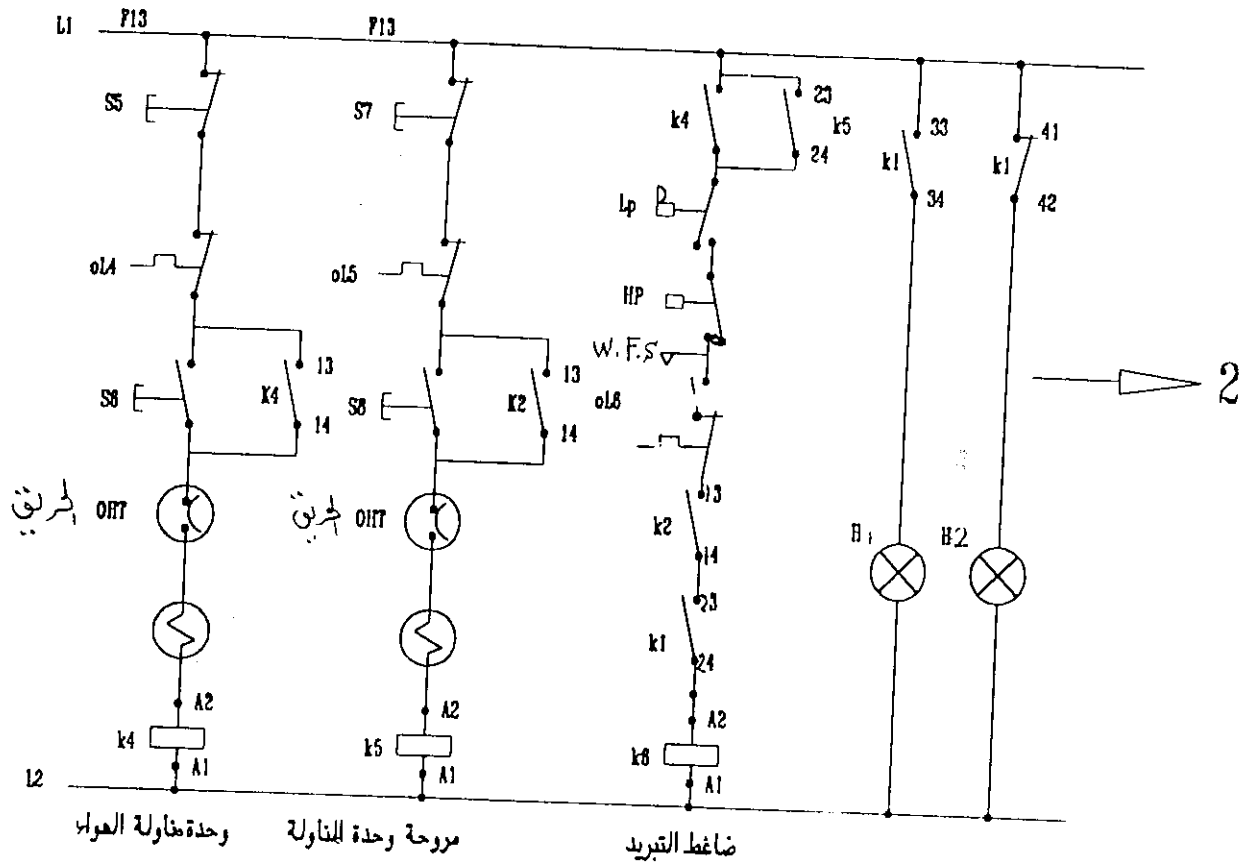 L1 F13 F13
S5 S7 k4 23 k5 24 33 k1 34 41 k1 42
Lp P
oL4 oL5 HP
W.F.S
2
S6 K4 13 14 S8 K2 13 14 oL6
الحريق OHT الحريق OHT
13 k2 14
H1 H2
23 k1 24
A2 A2 A2
k4 k5 k6
A1 A1 A1
L2
وحدة مناولة الهواء مروحة وحدة المناولة ضاغط التبريد